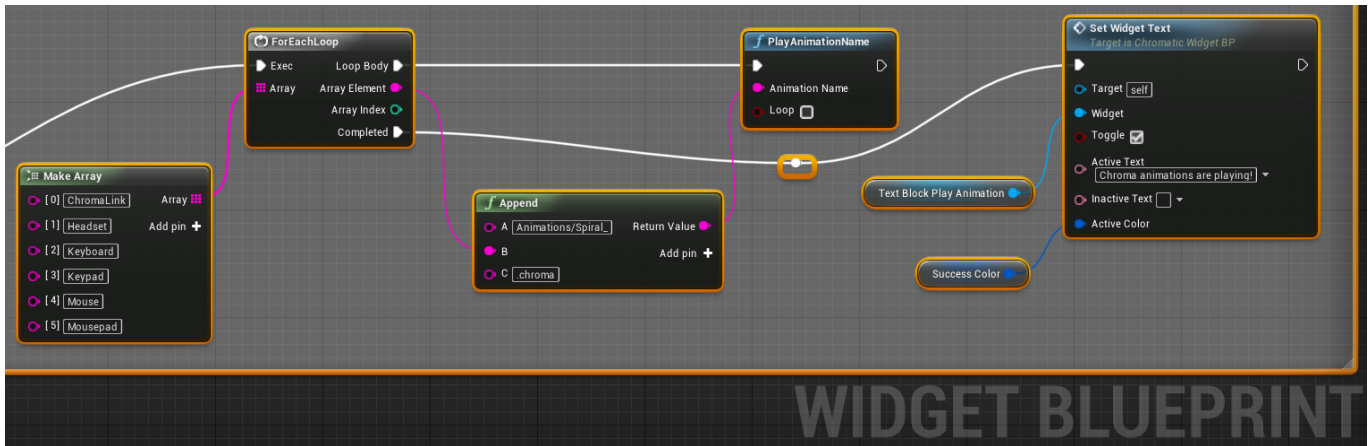 ForEachLoop
Exec
Loop Body
Array
Array Element
Array Index
Completed
Make Array
[0] ChromaLink
Array
[1] Headset
Add pin +
[2] Keyboard
[3] Keypad
[4] Mouse
[5] Mousepad
f Append
A Animations/Spiral_
Return Value
B
Add pin +
C .chroma
f PlayAnimationName
Animation Name
Loop
Text Block Play Animation
Success Color
Set Widget Text
Target is Chromatic Widget BP
Target self
Widget
Toggle
Active Text
Chroma animations are playing!
Inactive Text
Active Color
WIDGET BLUEPRINT